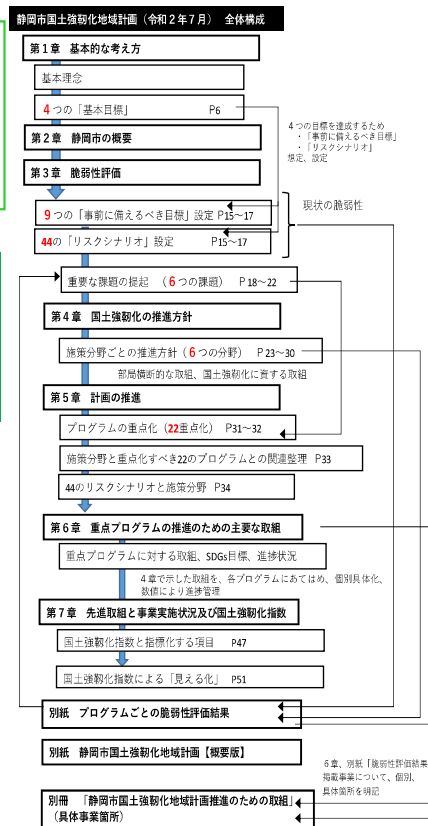 静岡市国土強靭化地域計画（令和２年７月）　全体構成
第１章　基本的な考え方
基本理念
4つの「基本目標」　P6
４つの目標を達成するため
・「事前に備えるべき目標」
・「リスクシナリオ」
想定、設定
第２章　静岡市の概要
第３章　脆弱性評価
9つの「事前に備えるべき目標」設定 P15～17
44の「リスクシナリオ」設定　P15～17
現状の脆弱性
重要な課題の提起　（6つの課題）　P18～22
第４章　国土強靭化の推進方針
施策分野ごとの推進方針（6つの分野）　P23～30
部局横断的な取組、国土強靭化に資する取組
第５章　計画の推進
プログラムの重点化（22重点化）　P31～32
施策分野と重点化すべき22のプログラムとの関連整理　P33
44のリスクシナリオと施策分野　P34
第６章　重点プログラムの推進のための主要な取組
重点プログラムに対する取組、SDGs目標、進捗状況
４章で示した取組を、各プログラムにあてはめ、個別具体化、
数値により進捗管理
第７章　先進取組と事業実施状況及び国土強靭化指数
国土強靭化指数と指標化する項目　P47
国土強靭化指数による「見える化」　P51
別紙　プログラムごとの脆弱性評価結果
別紙　静岡市国土強靭化地域計画【概要版】
６章、別紙「脆弱性評価結果
掲載事業について、個別、
具体箇所を明記
別冊　「静岡市国土強靭化地域計画推進のための取組」
（具体事業箇所）